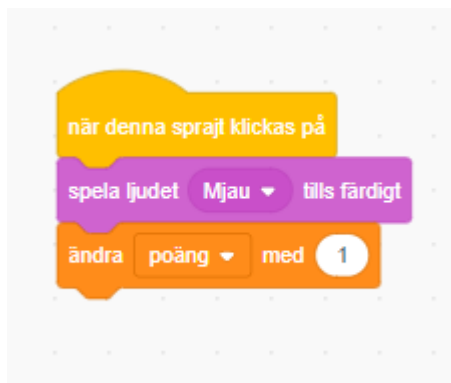 när denna sprajt klickas på
spela ljudet Mjau tills färdigt
ändra poäng med 1